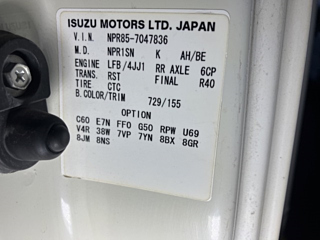 ISUZU MOTORS LTD. JAPAN
V.I.N. NPR85-7047836
M.D. NPR1SN K AH/BE
ENGINE LFB/4JJ1 RR AXLE 6CP
TRANS. RST FINAL R40
TIRE CTC
B.COLOR/TRIM 729/155
OPTION
C60 E7N FF0 G50 RPW U69
V4R 38W 7VP 7YN 8BX 8GR
8JM 8NS